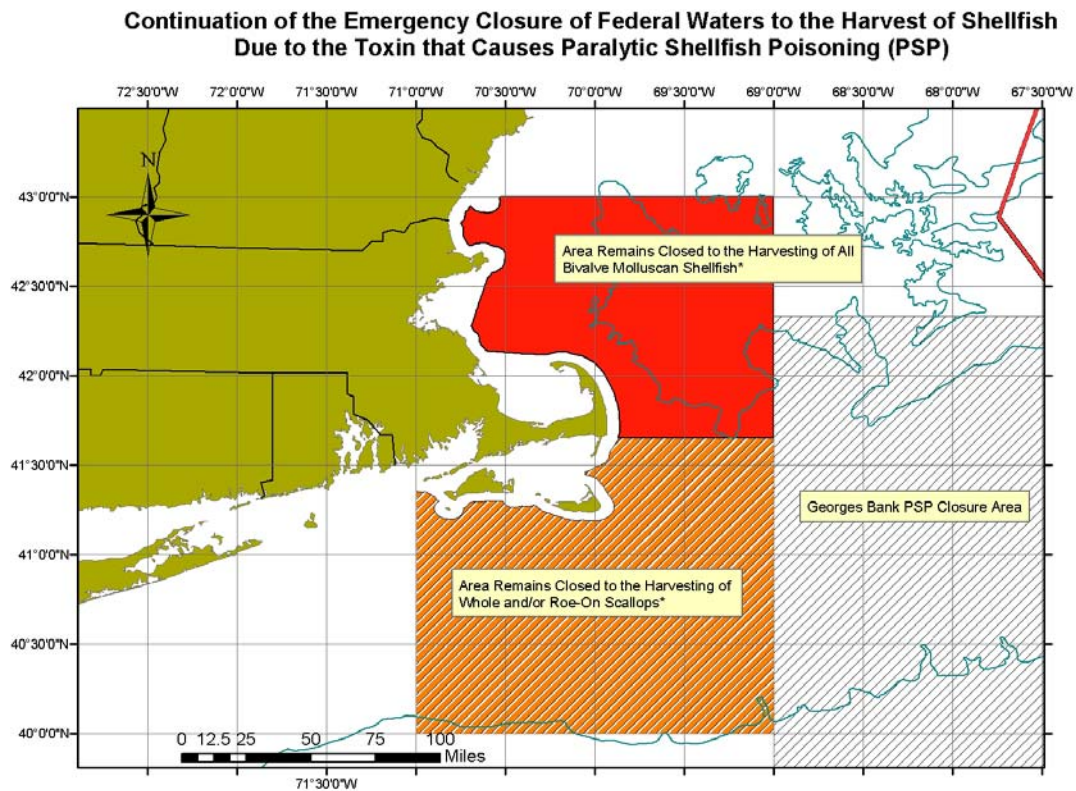 Continuation of the Emergency Closure of Federal Waters to the Harvest of Shellfish
Due to the Toxin that Causes Paralytic Shellfish Poisoning (PSP)
72°30'0"W 72°0'0"W 71°30'0"W 71°0'0"W 70°30'0"W 70°0'0"W 69°30'0"W 69°0'0"W 68°30'0"W 68°0'0"W 67°30'0"W
N
43°0'0"N
Area Remains Closed to the Harvesting of All
Bivalve Molluscan Shellfish*
42°30'0"N
42°0'0"N
41°30'0"N
Georges Bank PSP Closure Area
41°0'0"N
Area Remains Closed to the Harvesting of
Whole and/or Roe-On Scallops*
40°30'0"N
40°0'0"N
0 12.5 25 50 75 100
Miles
71°30'0"W